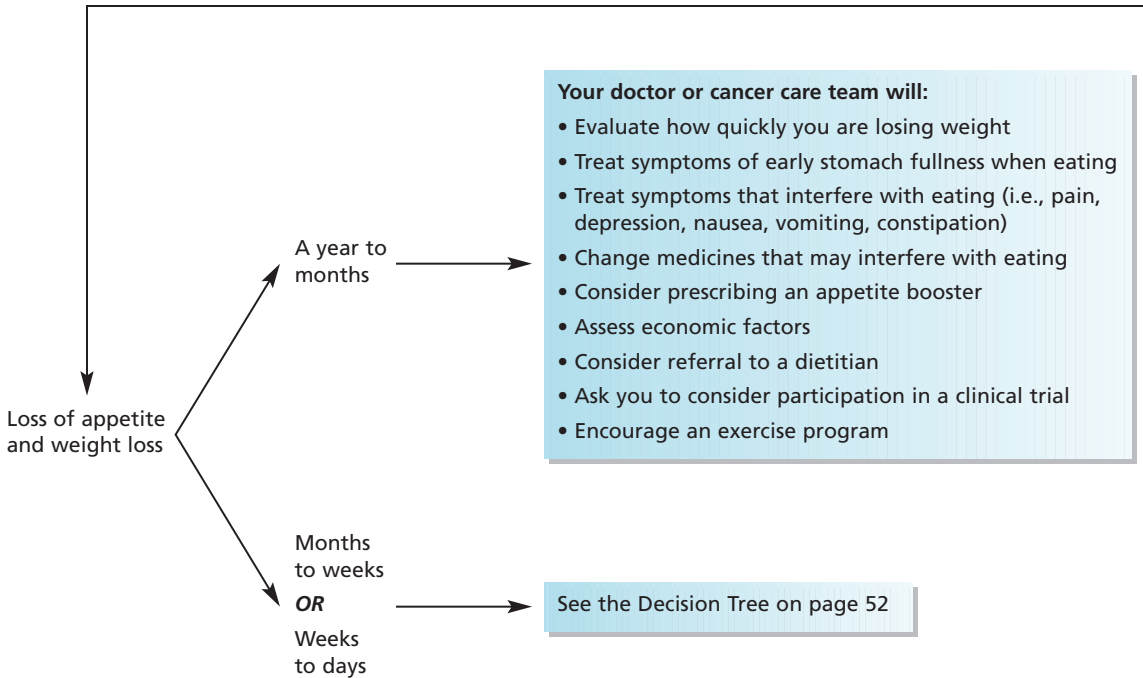 Loss of appetite
and weight loss
A year to
months
Your doctor or cancer care team will:
• Evaluate how quickly you are losing weight
• Treat symptoms of early stomach fullness when eating
• Treat symptoms that interfere with eating (i.e., pain,
depression, nausea, vomiting, constipation)
• Change medicines that may interfere with eating
• Consider prescribing an appetite booster
• Assess economic factors
• Consider referral to a dietitian
• Ask you to consider participation in a clinical trial
• Encourage an exercise program
Months
to weeks
OR
Weeks
to days
See the Decision Tree on page 52